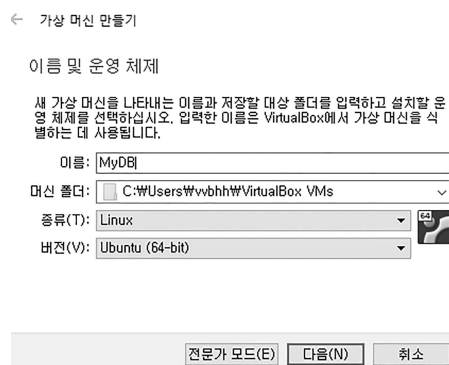 ← 가상 머신 만들기
이름 및 운영 체제
새 가상 머신을 나타내는 이름과 저장할 대상 폴더를 입력하고 설치할 운
영 체제를 선택하십시오. 입력한 이름은 VirtualBox에서 가상 머신을 식
별하는 데 사용됩니다.
이름: MyDB
머신 폴더: C:₩Users₩vvbhh₩VirtualBox VMs
종류(T): Linux
64
버전(V): Ubuntu (64-bit)
전문가 모드(E) 다음(N) 취소